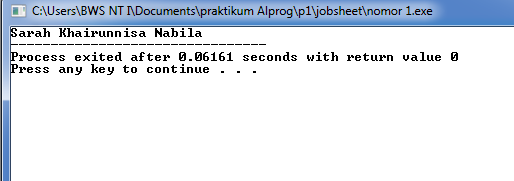 C:\Users\BWS NT I\Documents\praktikum Alprog\p1\jobsheet\nomor 1.exe
Sarah Khairunnisa Nabila
--------------------------------
Process exited after 0.06161 seconds with return value 0
Press any key to continue . . .